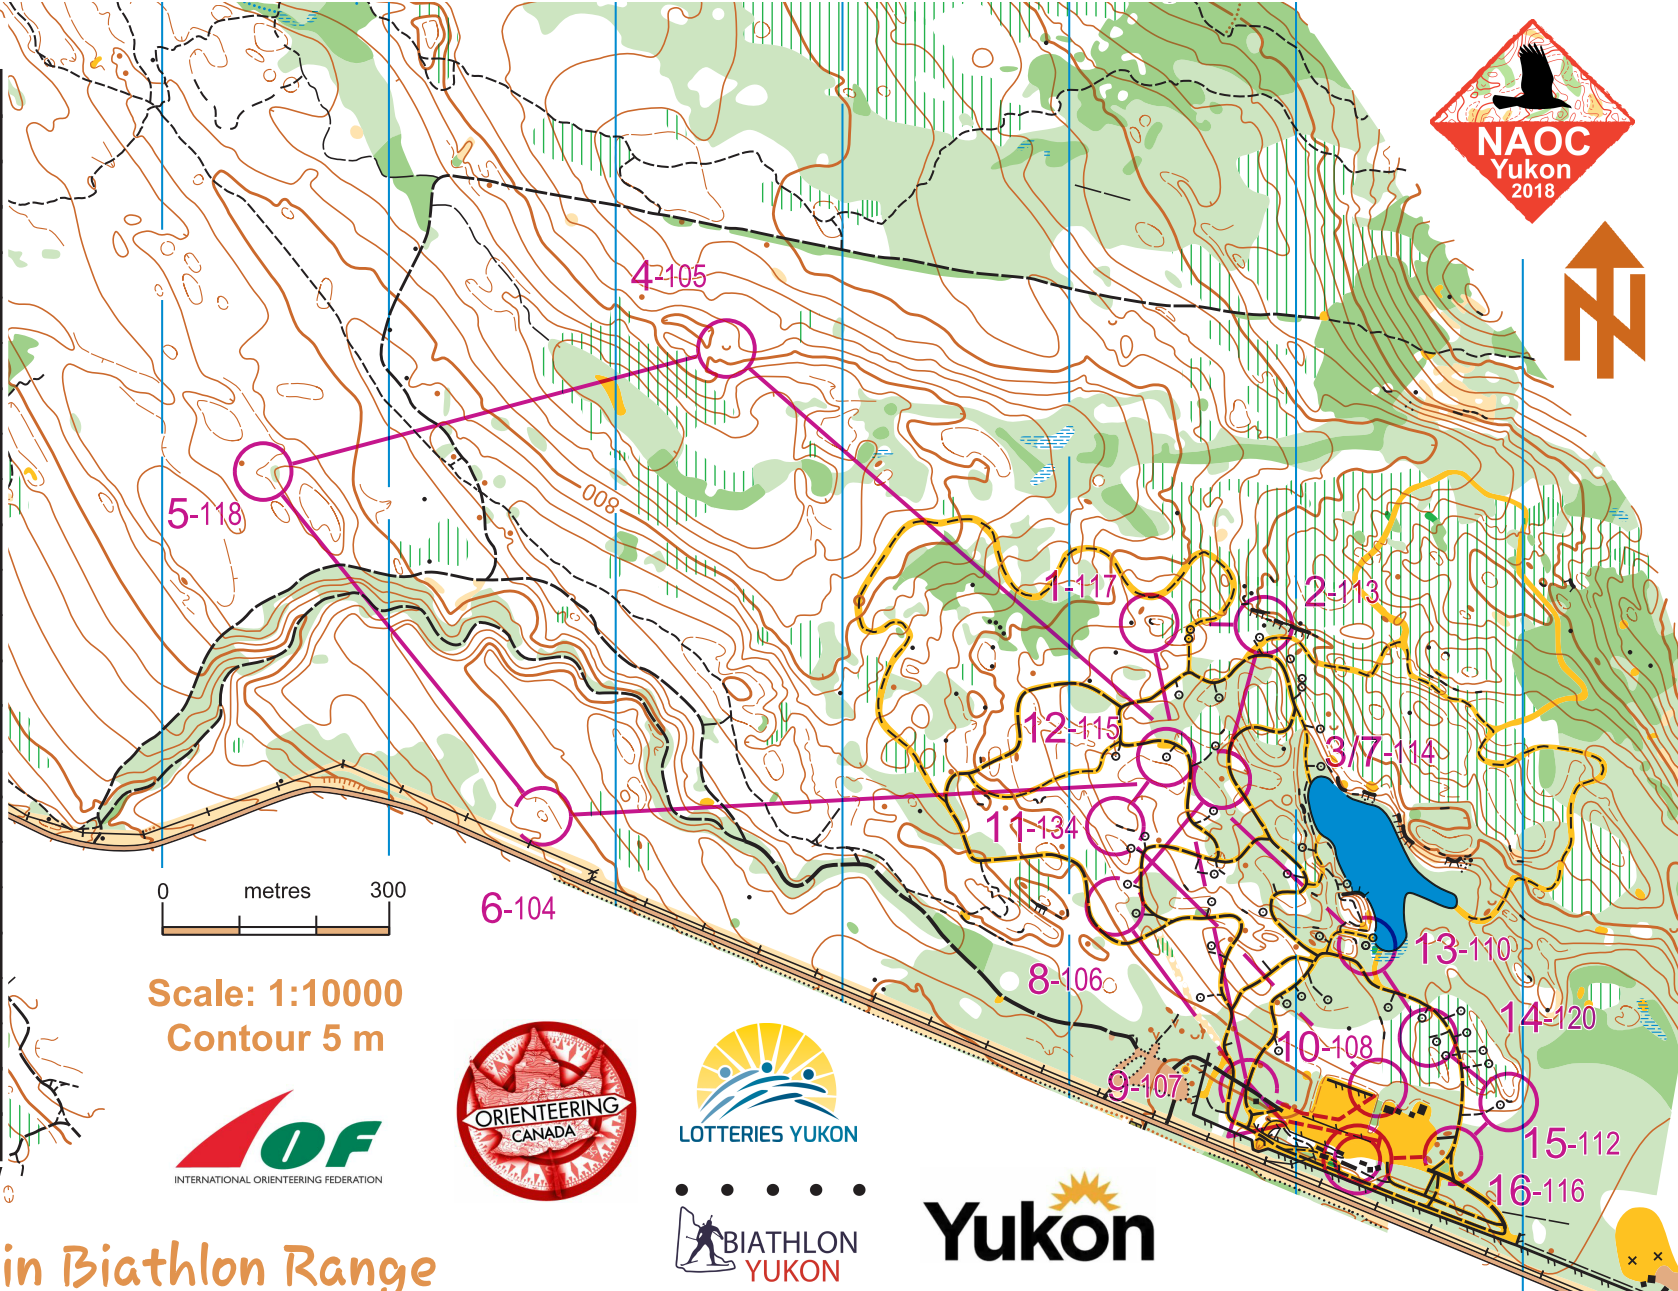 NAOC
Yukon
2018
4-105
800
5-118
1-117
2-113
12-115
3/7-114
11-134
6-104
8-106
13-110
14-120
10-108
9-107
15-112
16-116
0 metres 300
Scale: 1:10000
Contour 5 m
IOF
INTERNATIONAL ORIENTEERING FEDERATION
ORIENTEERING
CANADA
LOTTERIES YUKON
BIATHLON
YUKON
Yukon
in Biathlon Range
N